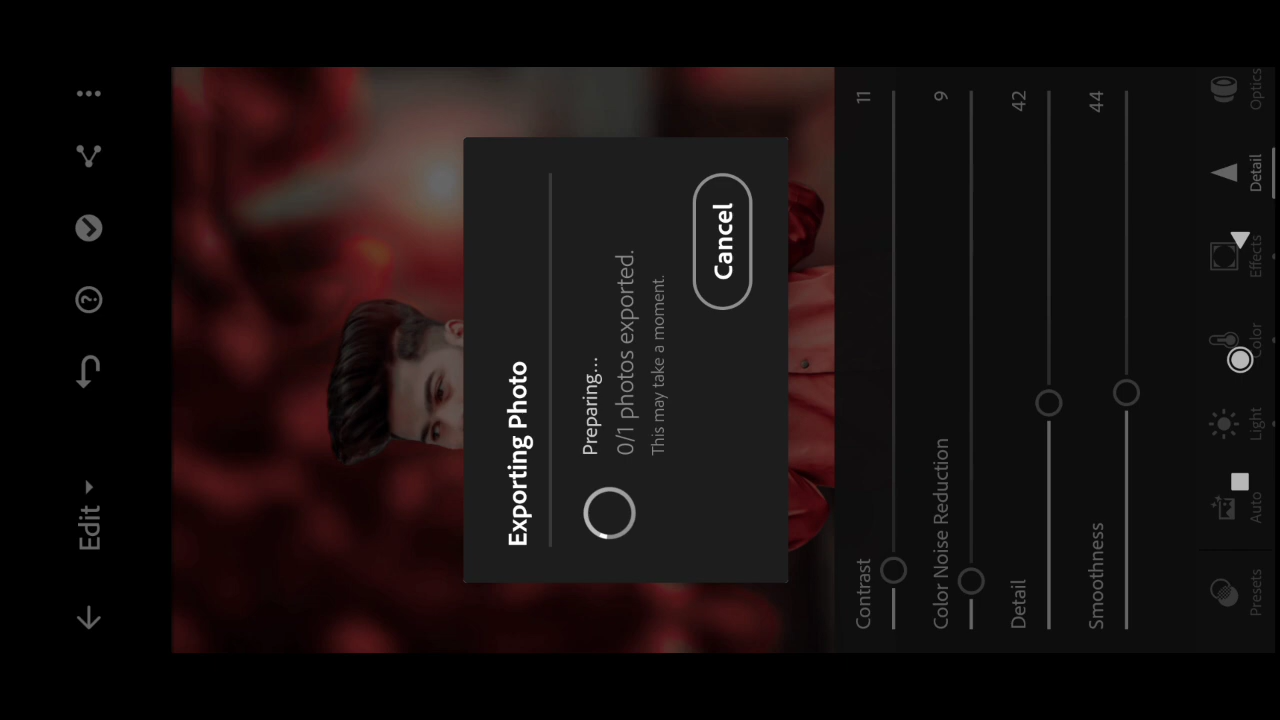 Edit
Exporting Photo
Preparing...
0/1 photos exported.
This may take a moment.
Cancel
Contrast 11
Color Noise Reduction 9
Detail 42
Smoothness 44
Presets Auto Light Color Effects Detail Optics